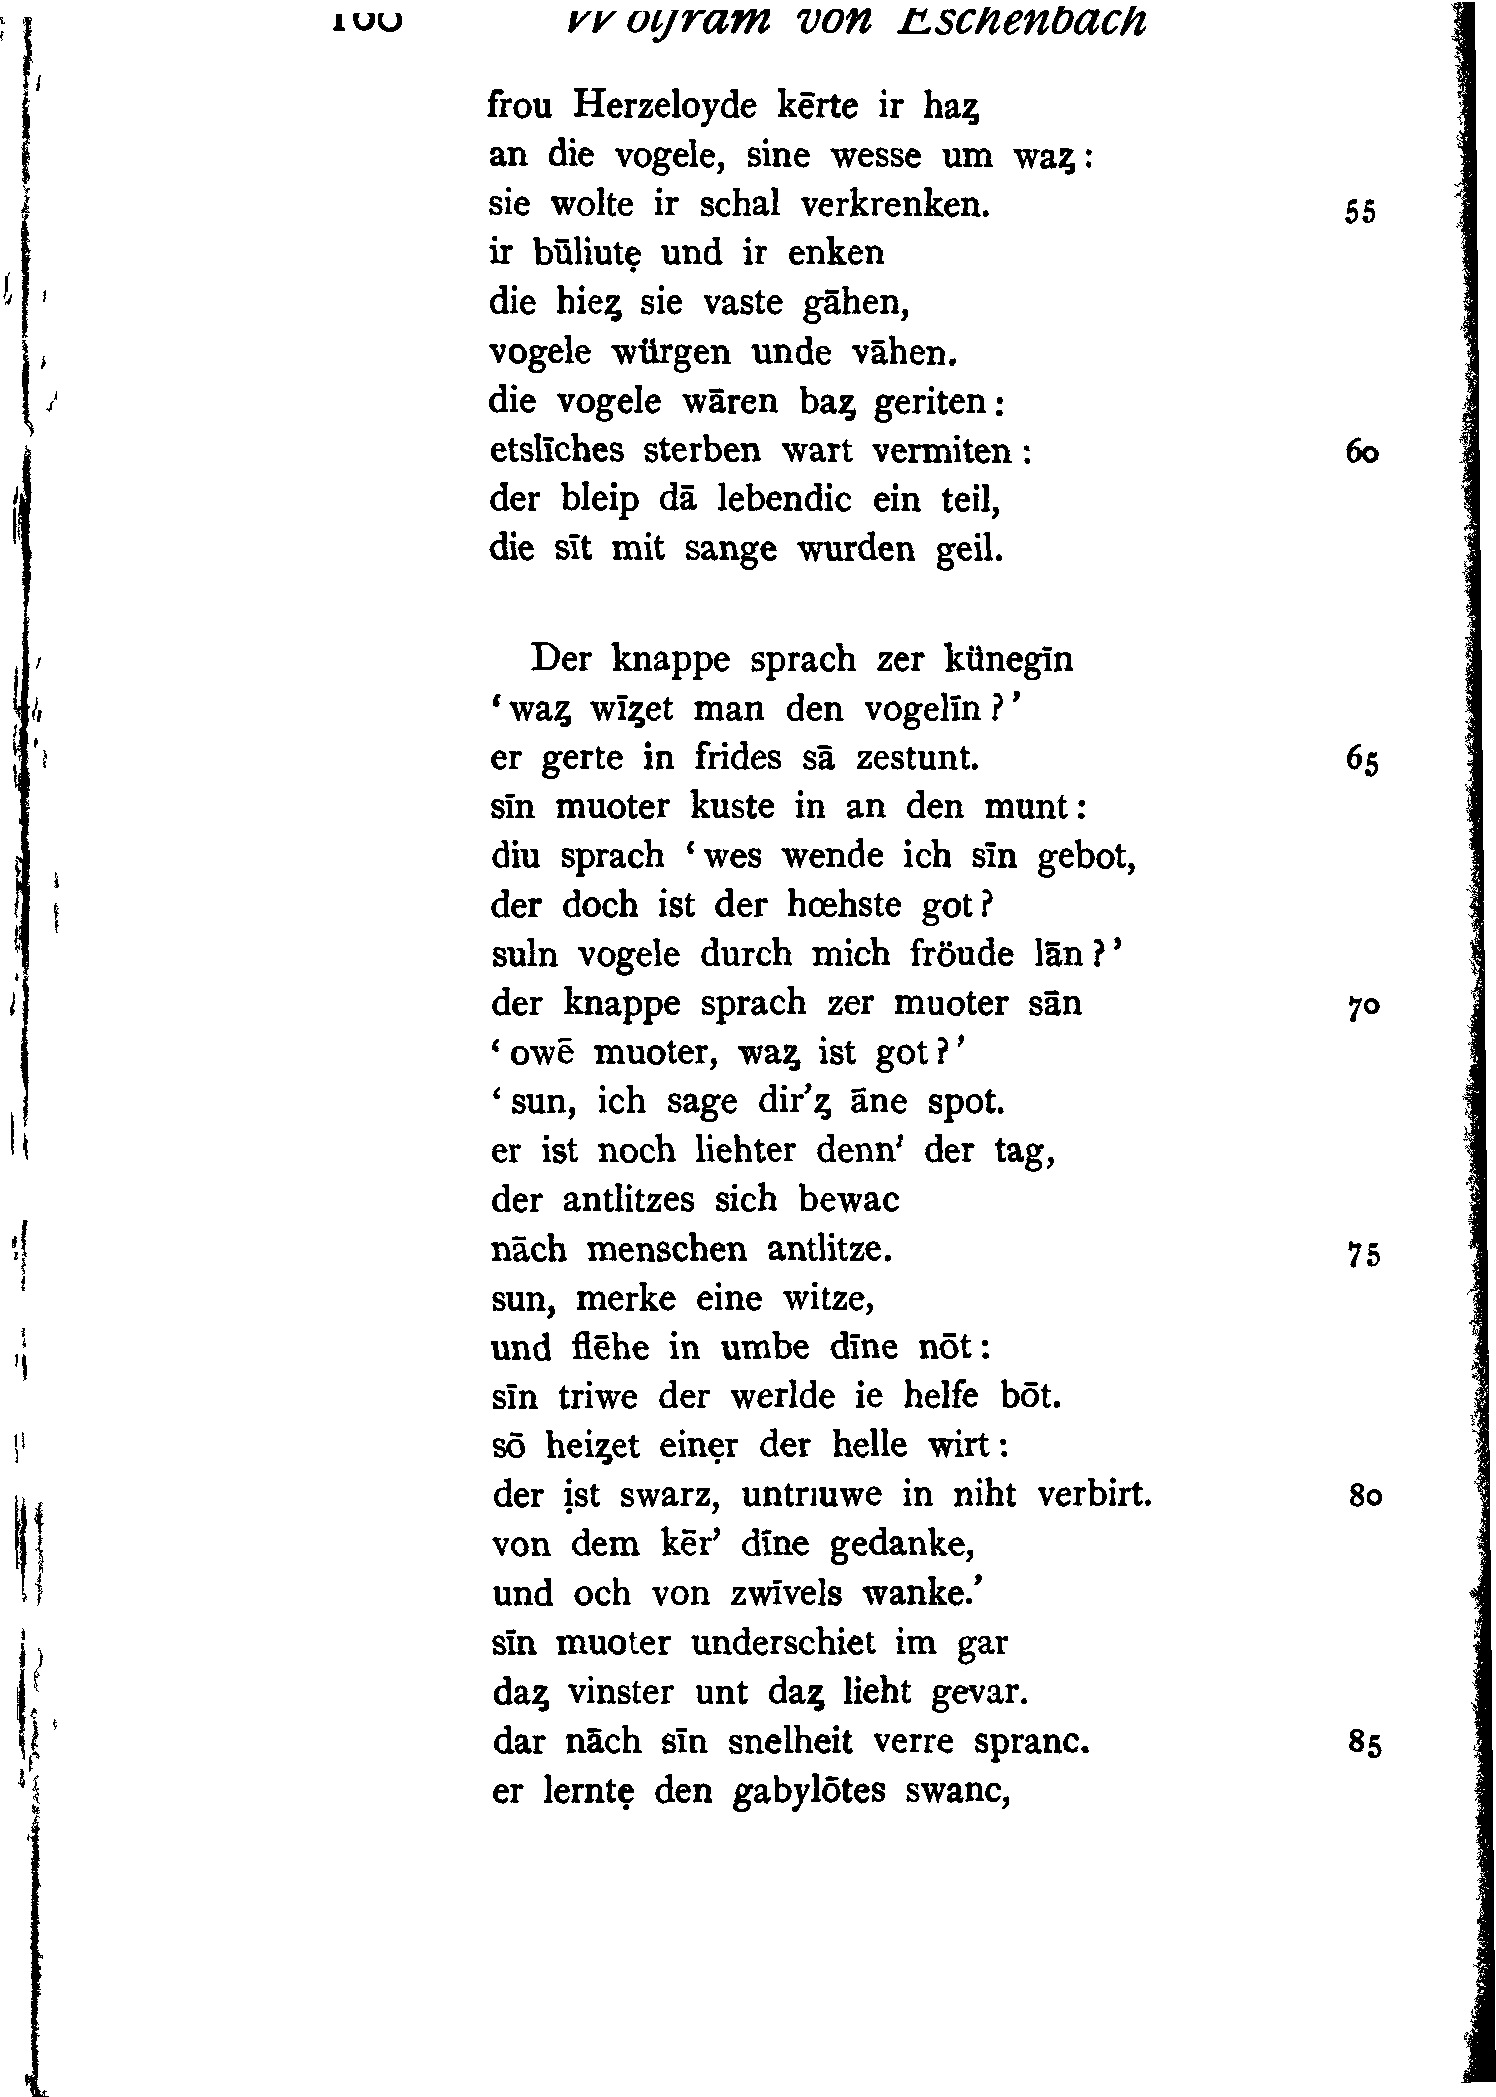 Wolfram von Eschenbach
frou Herzeloyde kērte ir haȥ
an die vogele, sine wesse um waȥ:
sie wolte ir schal verkrenken. 55
ir būliutẹ und ir enken
die hieȥ sie vaste gāhen,
vogele würgen unde vāhen.
die vogele wāren baȥ geriten:
etslīches sterben wart vermiten: 60
der bleip dā lebendic ein teil,
die sīt mit sange wurden geil.
Der knappe sprach zer künegīn
‘waȥ wīȥet man den vogelīn?’
er gerte in frides sā zestunt. 65
sīn muoter kuste in an den munt:
diu sprach ‘wes wende ich sīn gebot,
der doch ist der hœhste got?
suln vogele durch mich fröude lān?’
der knappe sprach zer muoter sān 70
‘owē muoter, waȥ ist got?’
‘sun, ich sage dir’ȥ āne spot.
er ist noch liehter denn’ der tag,
der antlitzes sich bewac
nāch menschen antlitze. 75
sun, merke eine witze,
und flēhe in umbe dīne nōt:
sīn triwe der werlde ie helfe bōt.
sō heiȥet einẹr der helle wirt:
der ịst swarz, untriuwe in niht verbirt. 80
von dem kēr’ dīne gedanke,
und och von zwīvels wanke.’
sīn muoter underschiet im gar
daȥ vinster unt daȥ lieht gevar.
dar nāch sīn snelheit verre spranc. 85
er lerntẹ den gabylōtes swanc,